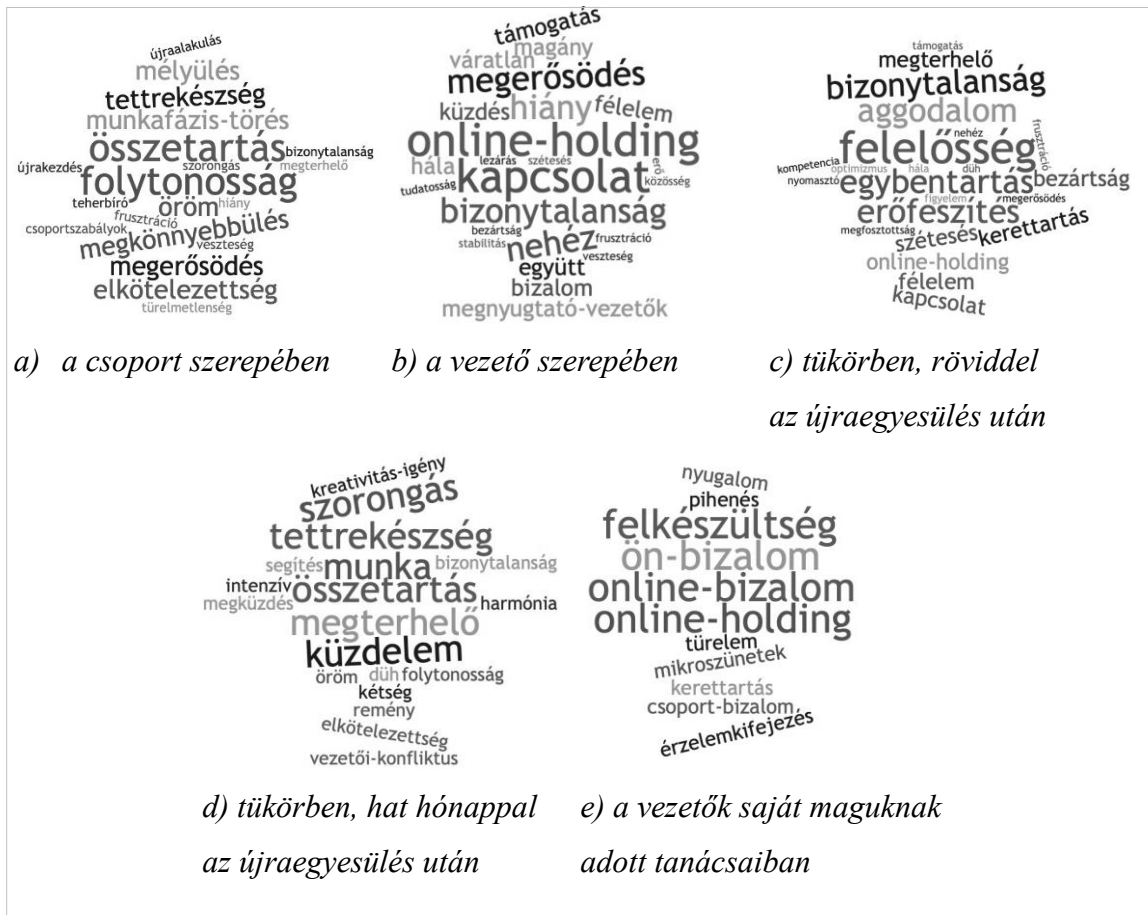 újraalakulás
mélyülés
tettrekészség
munkafázis-törés
összetartás bizonytalanság
újrakezdés szorongás megterhelő
folytonosság
teherbíró öröm hiány
frusztráció
csoportszabályok megkönnyebbülés
veszteség
megerősödés
elkötelezettség
türelmetlenség
a) a csoport szerepében
támogatás
váratlan magány
megerősödés
küzdés hiány félelem
online-holding
hála lezárás szétesés erő
tudatosság kapcsolat közösség
bizonytalanság
bezártság
stabilitás nehéz frusztráció
veszteség
együtt
bizalom
megnyugtató-vezetők
b) a vezető szerepében
támogatás
megterhelő
bizonytalanság
aggodalom
nehéz frusztráció
felelősség
kompetencia optimizmus hála düh
nyomasztó egybentartás bezártság
figyelem megerősödés
erőfeszítés
megfosztottság
szétesés kerettartás
online-holding
félelem
kapcsolat
c) tükörben, röviddel
az újraegyesülés után
kreativitás-igény
szorongás
tettrekészség
segítés munka bizonytalanság
intenzív összetartás harmónia
megküzdés
megterhelő
küzdelem
öröm düh folytonosság
kétség
remény
elkötelezettség
vezetői-konfliktus
d) tükörben, hat hónappal
az újraegyesülés után
nyugalom
pihenés
felkészültség
ön-bizalom
online-bizalom
online-holding
türelem
mikroszünetek
kerettartás
csoport-bizalom
érzelemkifejezés
e) a vezetők saját maguknak
adott tanácsaiban